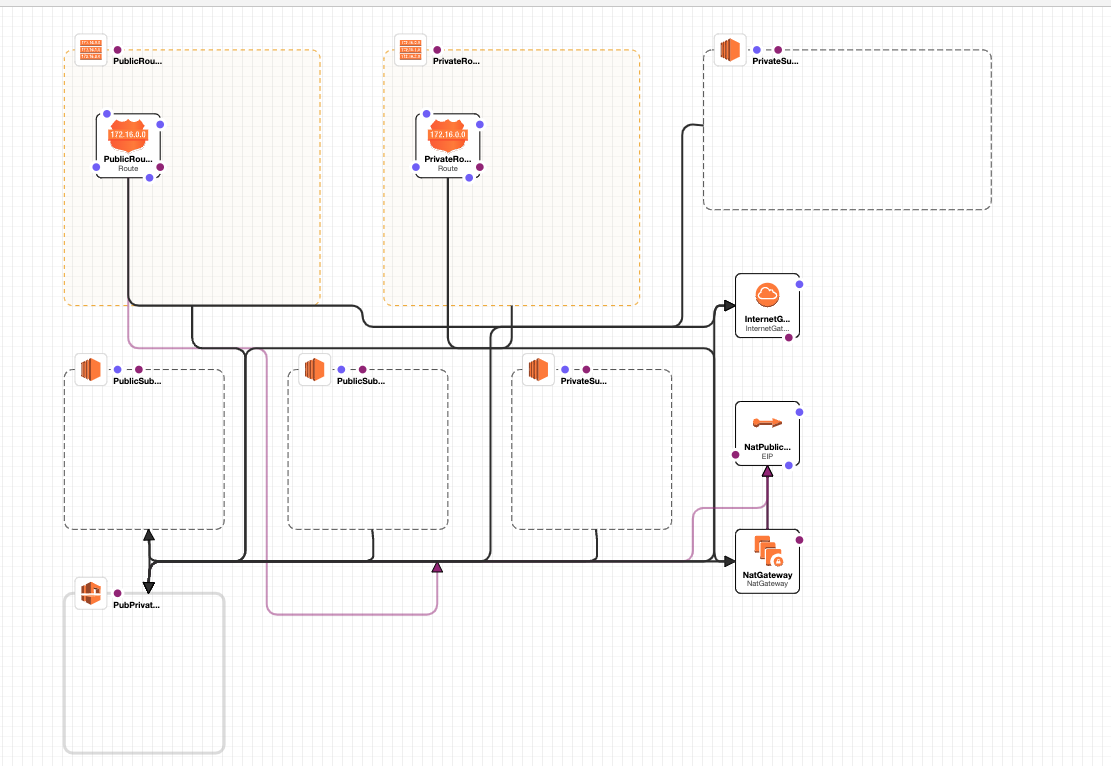 PublicRou...
PrivateRo...
PrivateSu...
172.16.0.0
PublicRou...
Route
172.16.0.0
PrivateRo...
Route
InternetG...
InternetGat...
PublicSub...
PublicSub...
PrivateSu...
NatPublic...
EIP
NatGateway
NatGateway
PubPrivat...